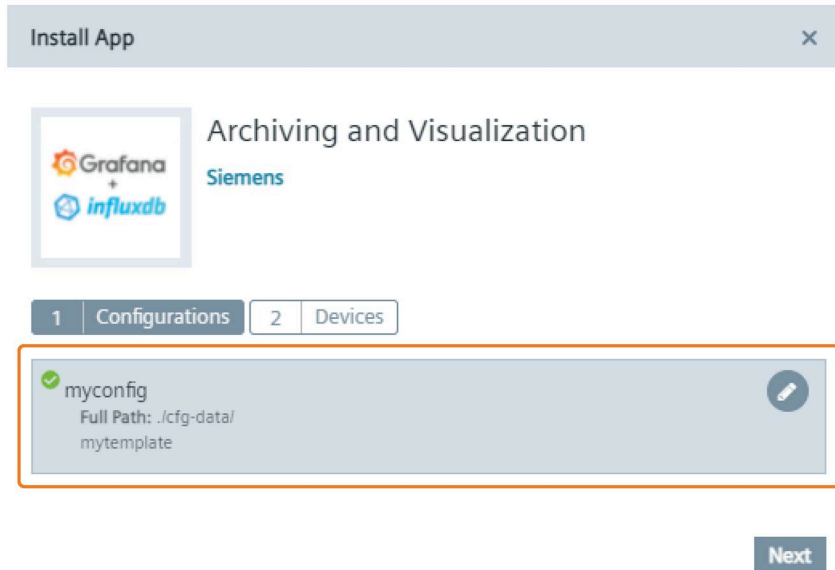 Install App
Grafana
+
influxdb
Archiving and Visualization
Siemens
1 Configurations 2 Devices
myconfig
Full Path: ./cfg-data/
mytemplate
Next